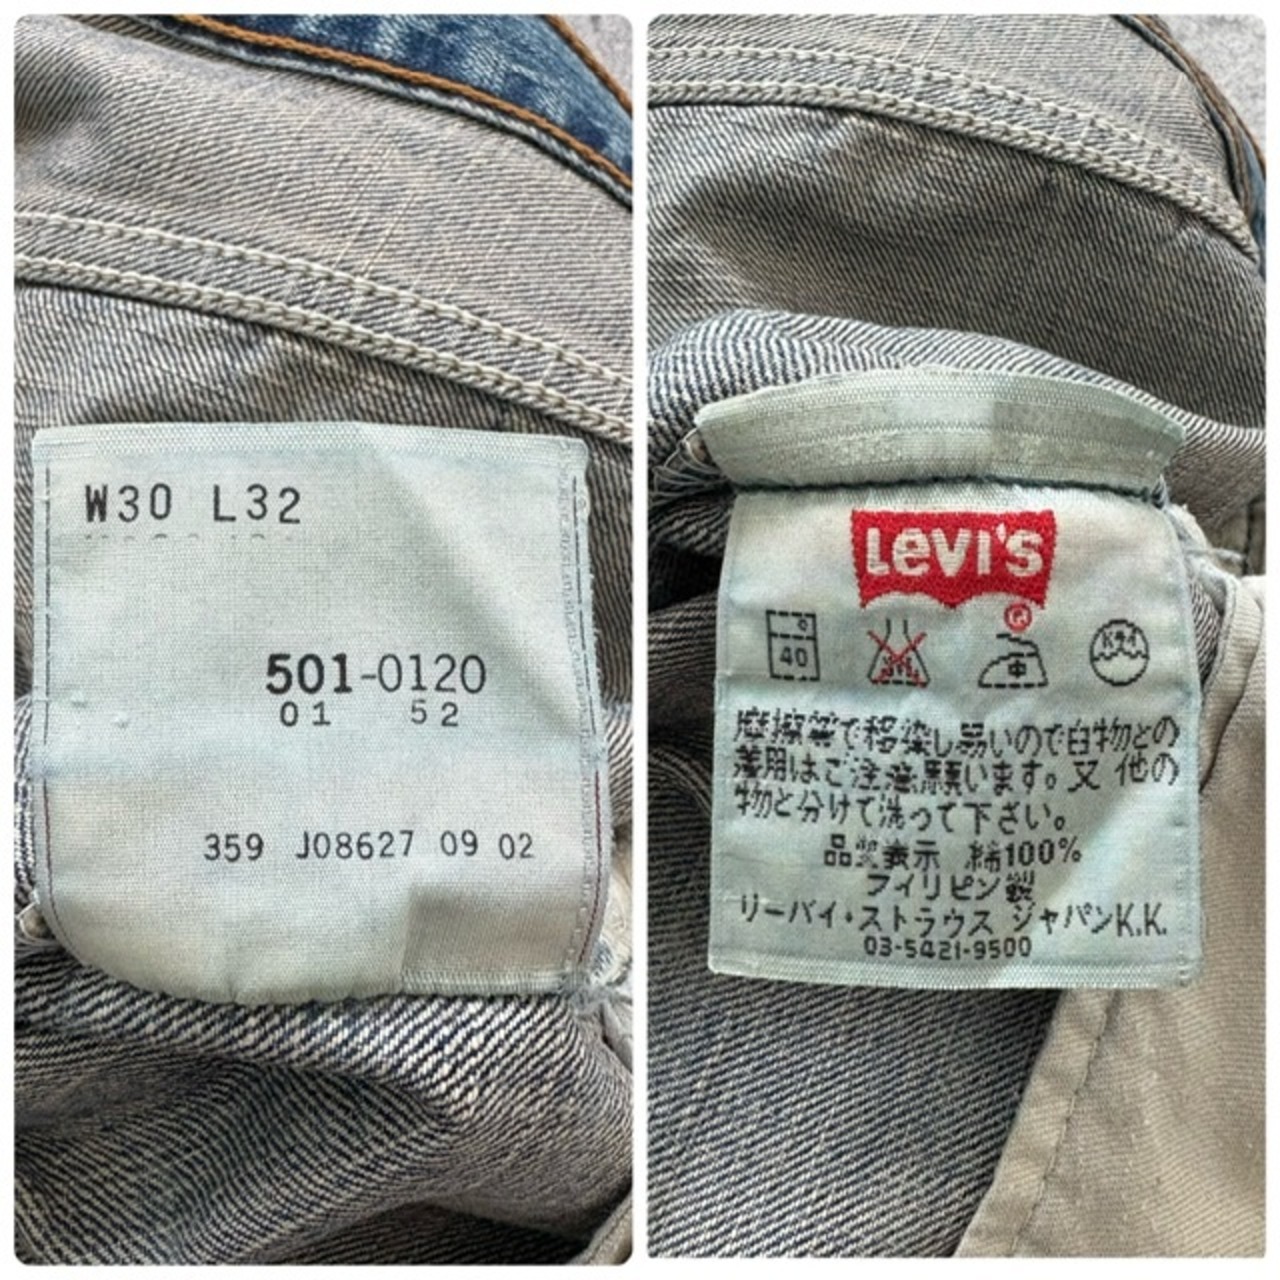 W30 L32
501-0120
01 52
359 J08627 09 02
LEVI'S
®
40
中
ドライ
摩擦等で移染し易いので白物との
着用はご注意願います。又 他の
物と分けて洗って下さい。
品質表示 綿100%
フィリピン製
リーバイ・ストラウス ジャパンK.K.
03-5421-9500